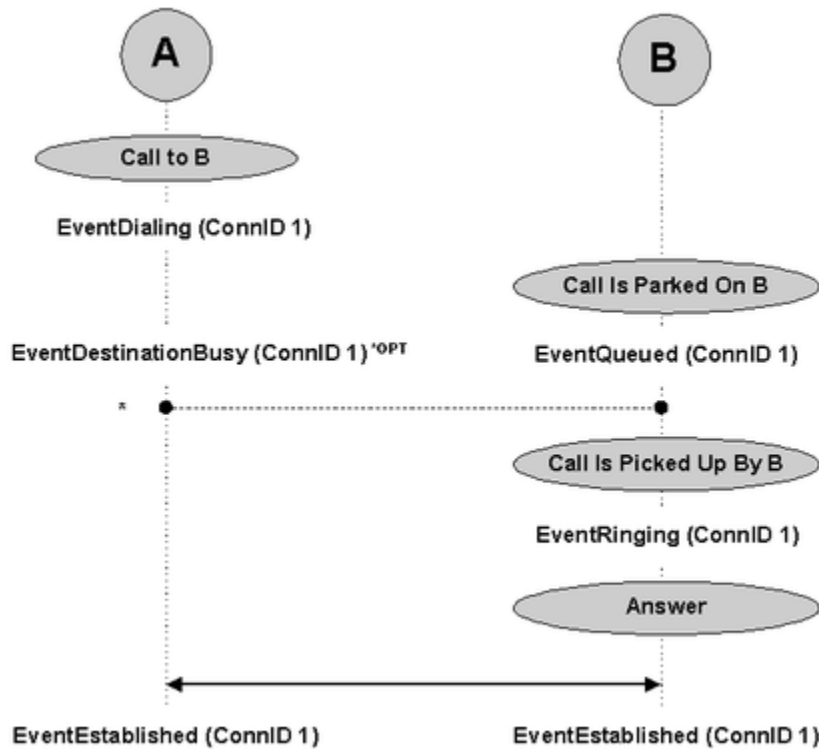 A
B
Call to B
EventDialing (ConnID 1)
Call Is Parked On B
EventDestinationBusy (ConnID 1) *OPT
EventQueued (ConnID 1)
*
Call Is Picked Up By B
EventRinging (ConnID 1)
Answer
EventEstablished (ConnID 1)
EventEstablished (ConnID 1)